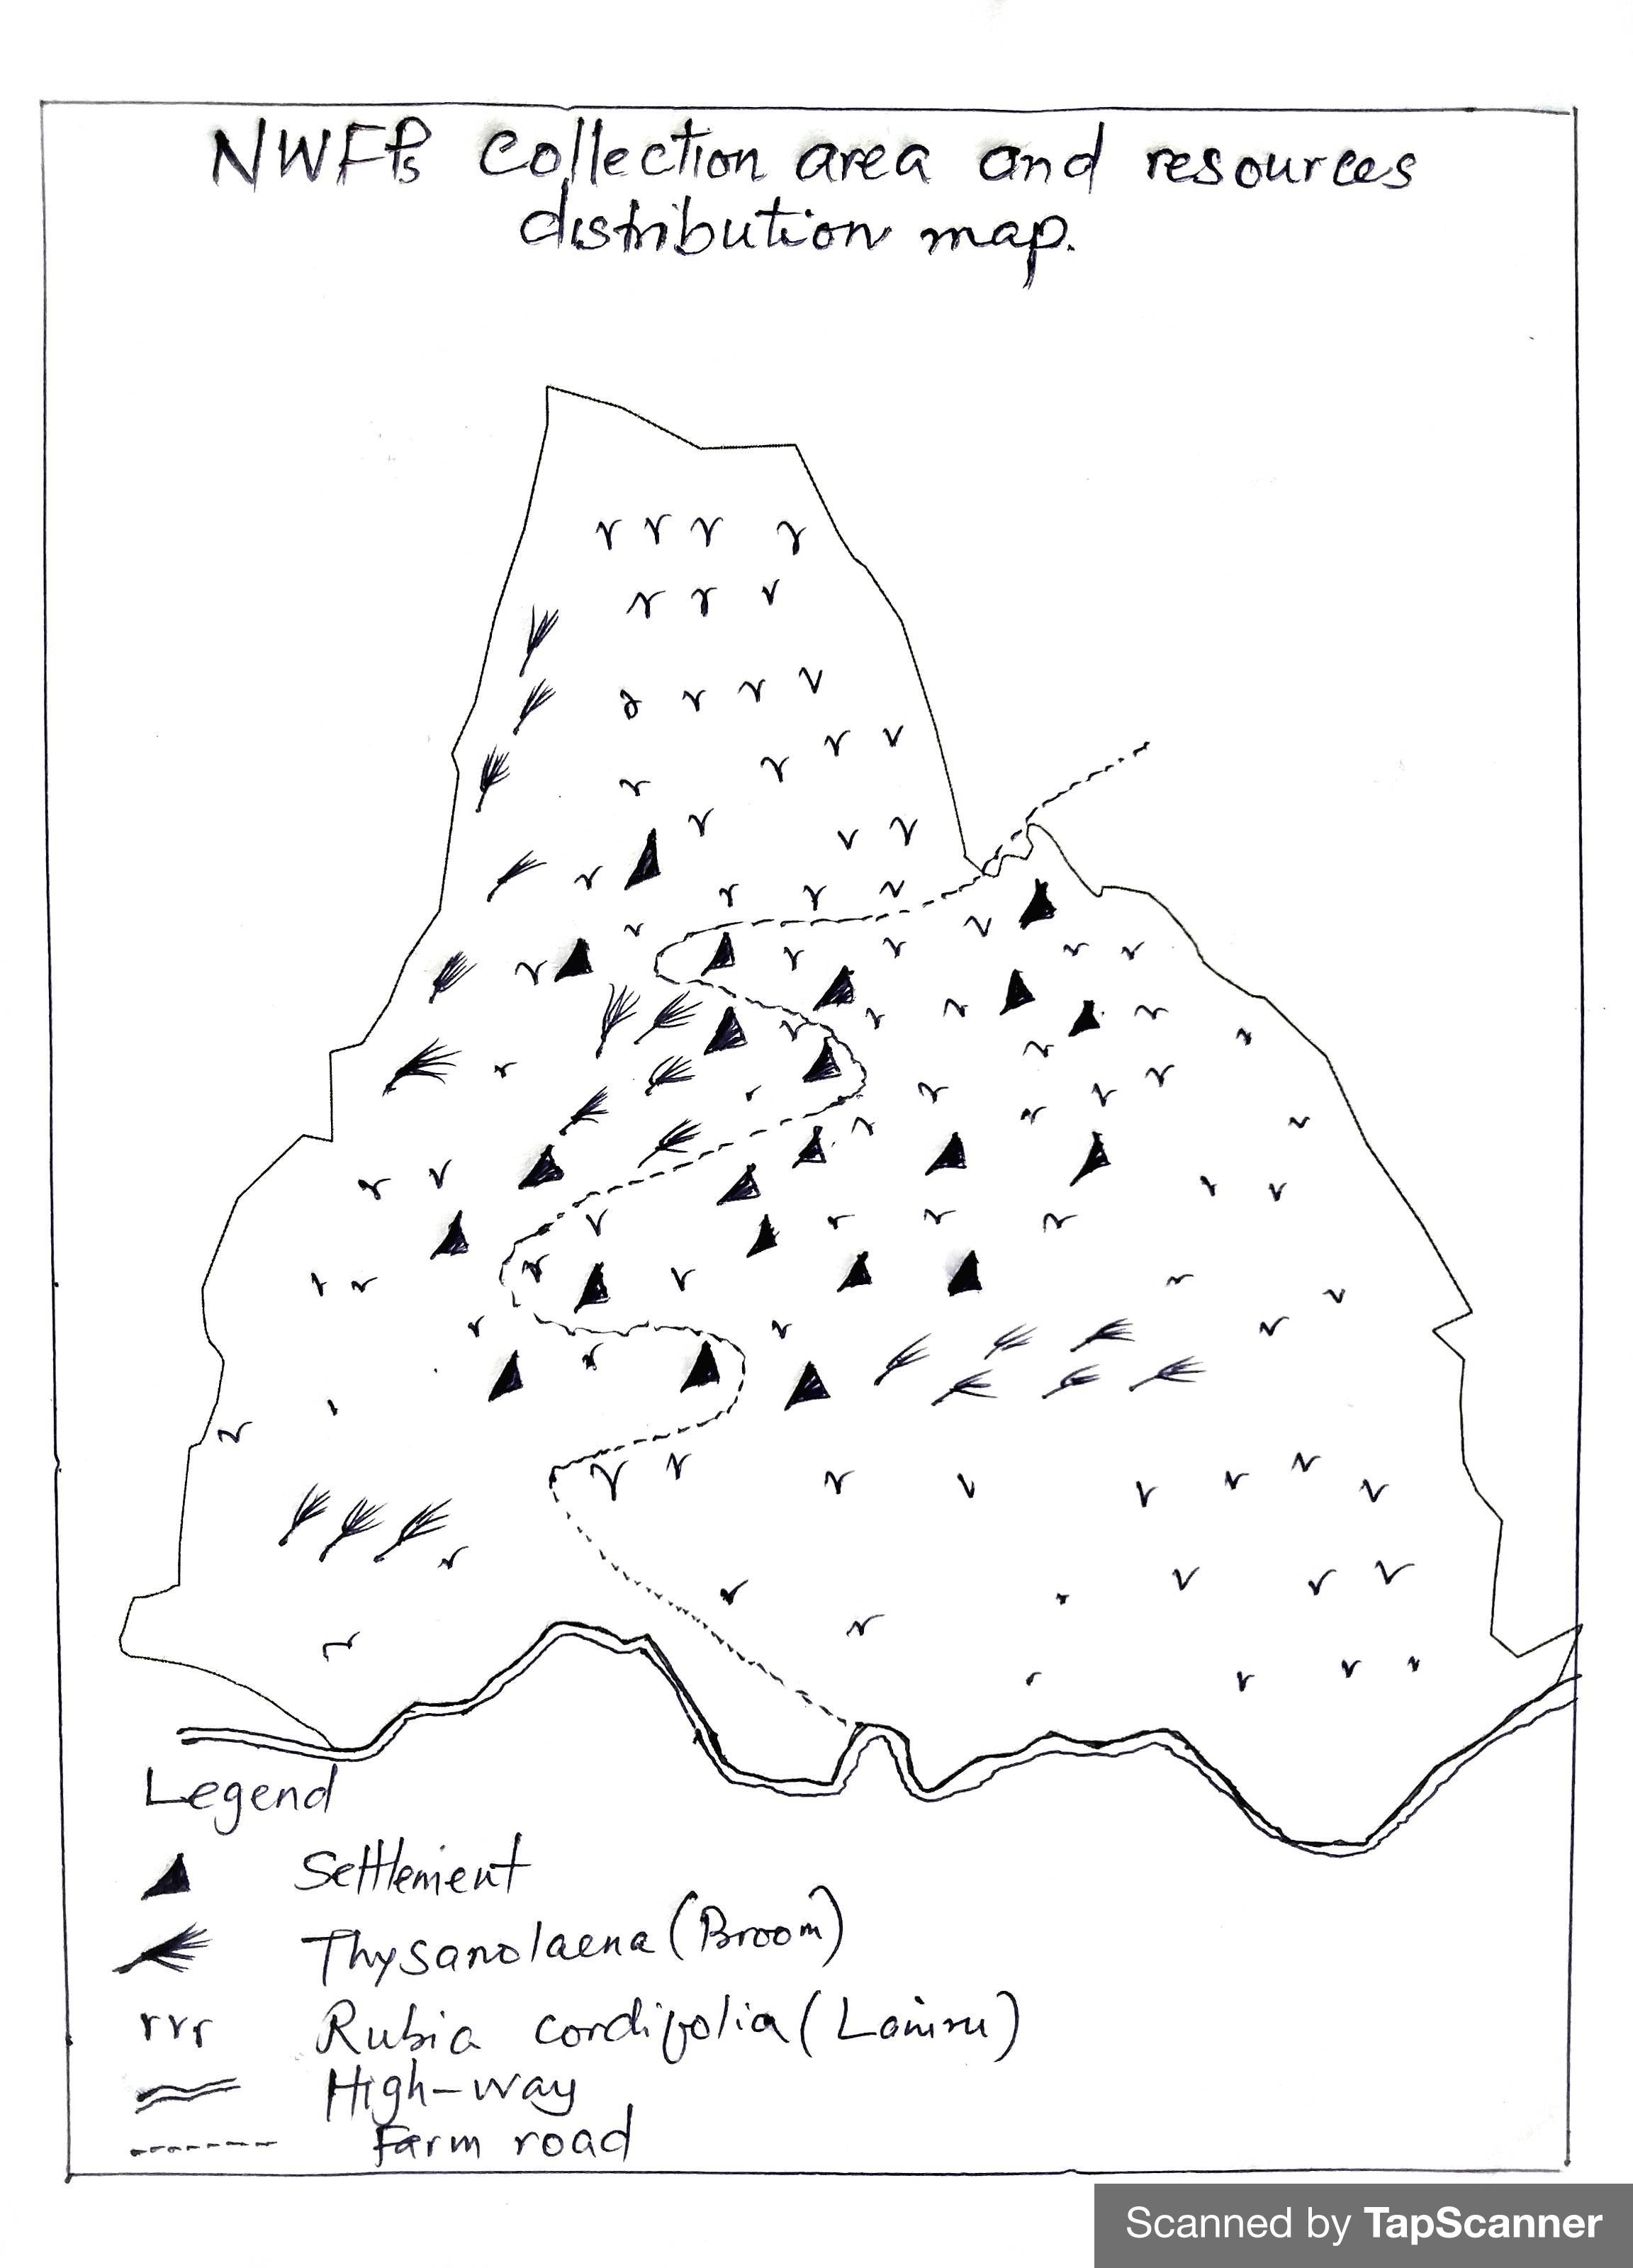 NWFPs Collection area and resources
distribution map.
Legend
Settlement
Thysanolaena (Broom)
rrr Rubia cordifolia (
High-way
Farm road
Scanned by TapScanner